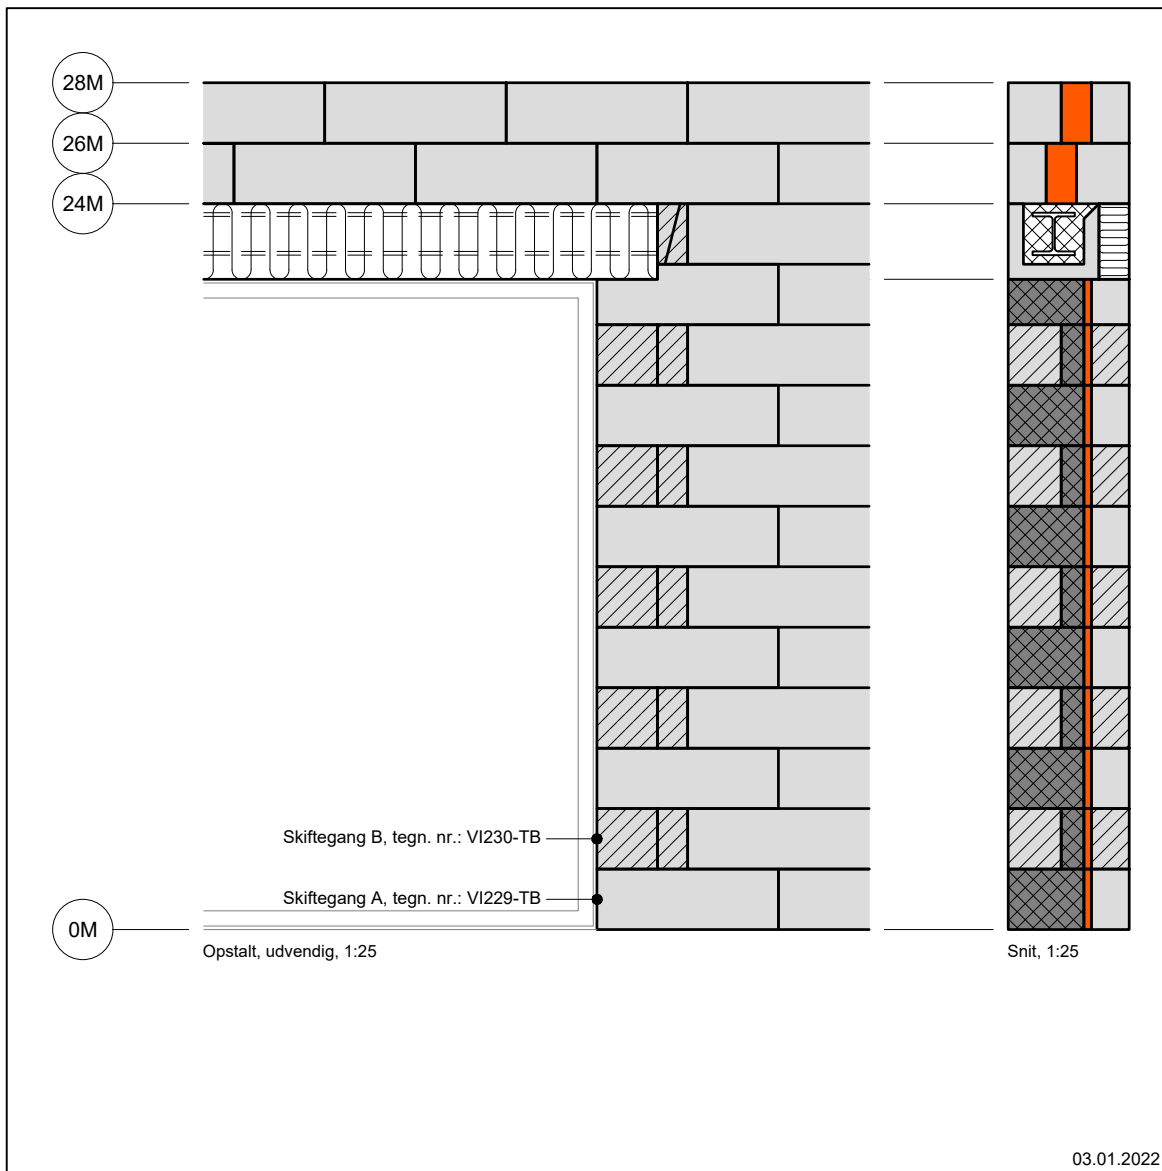 28M
26M
24M
Skiftegang B, tegn. nr.: VI230-TB
Skiftegang A, tegn. nr.: VI229-TB
0M
Opstalt, udvendig, 1:25
Snit, 1:25
03.01.2022